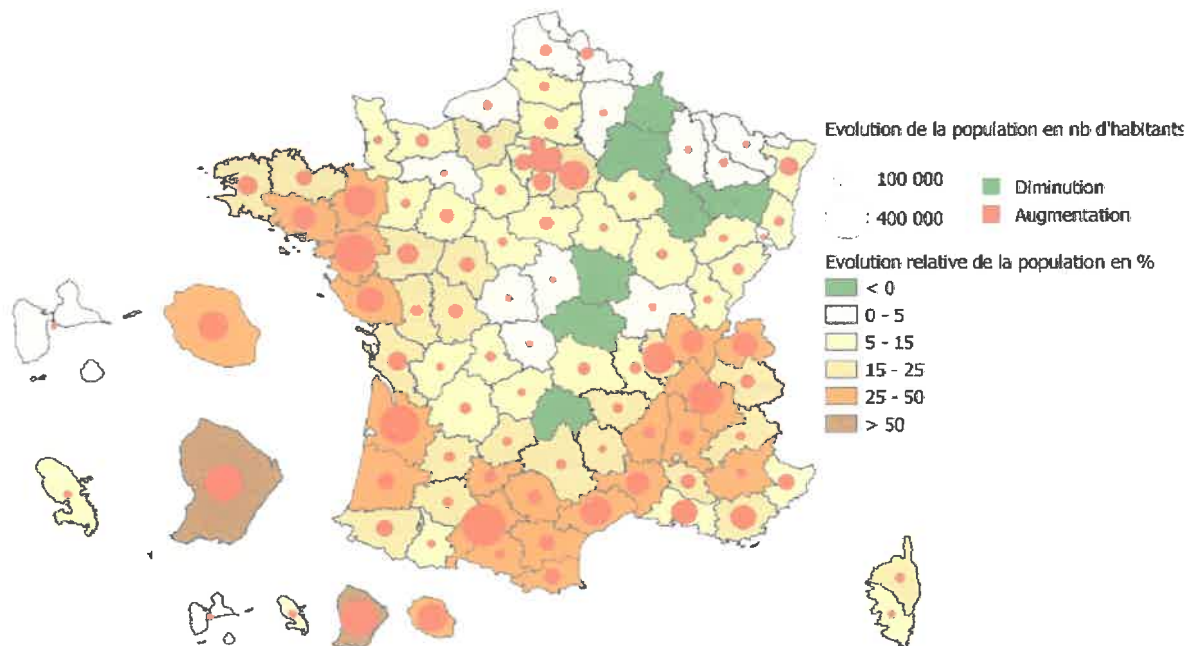 Evolution de la population en nb d'habitants
100 000
400 000
Diminution
Augmentation
Evolution relative de la population en %
< 0
0 - 5
5 - 15
15 - 25
25 - 50
> 50